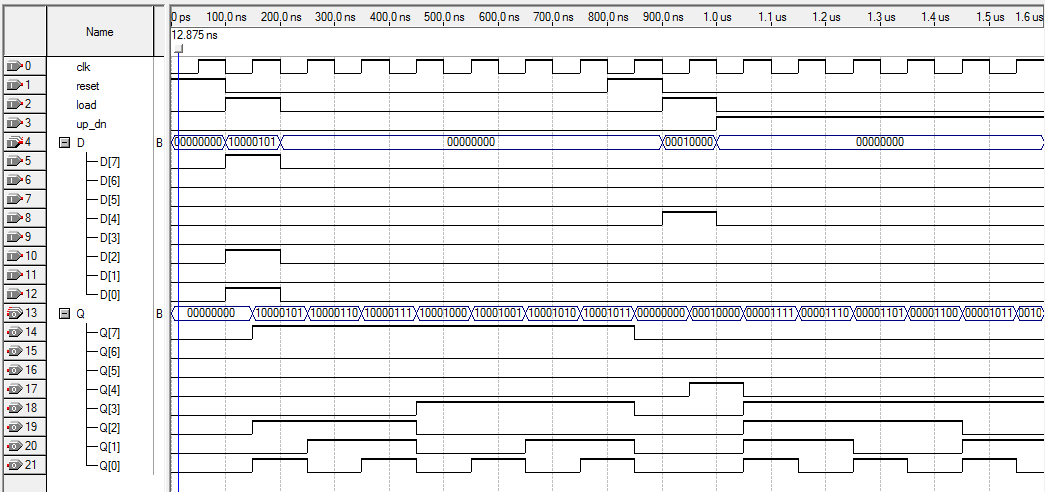 Name
0 ps 100.0 ns 200.0 ns 300.0 ns 400.0 ns 500.0 ns 600.0 ns 700.0 ns 800.0 ns 900.0 ns 1.0 us 1.1 us 1.2 us 1.3 us 1.4 us 1.5 us 1.6 us
12.875 ns
0 clk
1 reset
2 load
3 up_dn
4 D B 00000000 10000101 00000000 00010000 00000000
5 D[7]
6 D[6]
7 D[5]
8 D[4]
9 D[3]
10 D[2]
11 D[1]
12 D[0]
13 Q B 00000000 10000101 10000110 10000111 10001000 10001001 10001010 10001011 00000000 00010000 00001111 00001110 00001101 00001100 00001011 0010
14 Q[7]
15 Q[6]
16 Q[5]
17 Q[4]
18 Q[3]
19 Q[2]
20 Q[1]
21 Q[0]